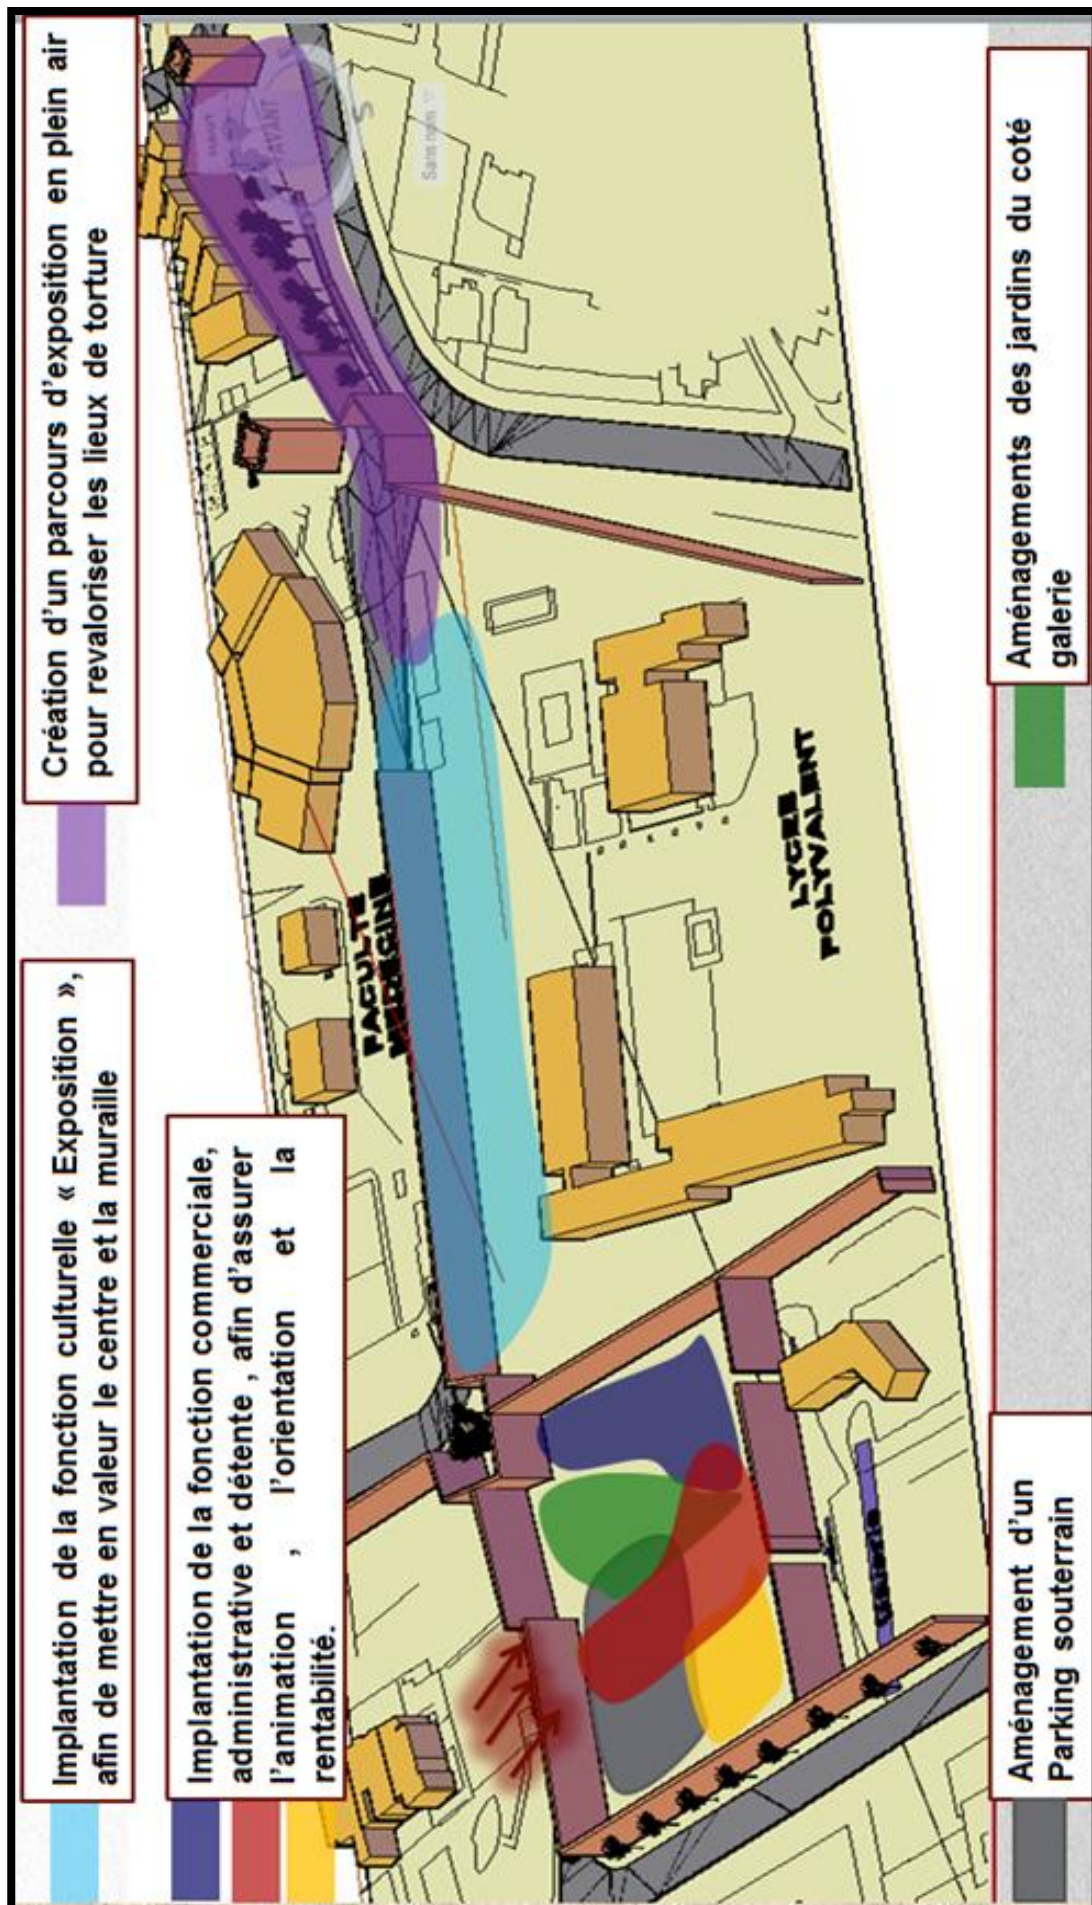 Implantation de la fonction culturelle « Exposition »,
afin de mettre en valeur le centre et la muraille
Création d'un parcours d'exposition en plein air
pour revaloriser les lieux de torture
Implantation de la fonction commerciale,
administrative et détente , afin d'assurer
l'animation , l'orientation et la
rentabilité.
FACULTE
MEDECINE
LYCEE
POLYVALENT
AVANT
S
Sans nom
Aménagement d'un
Parking souterrain
Aménagements des jardins du coté
galerie